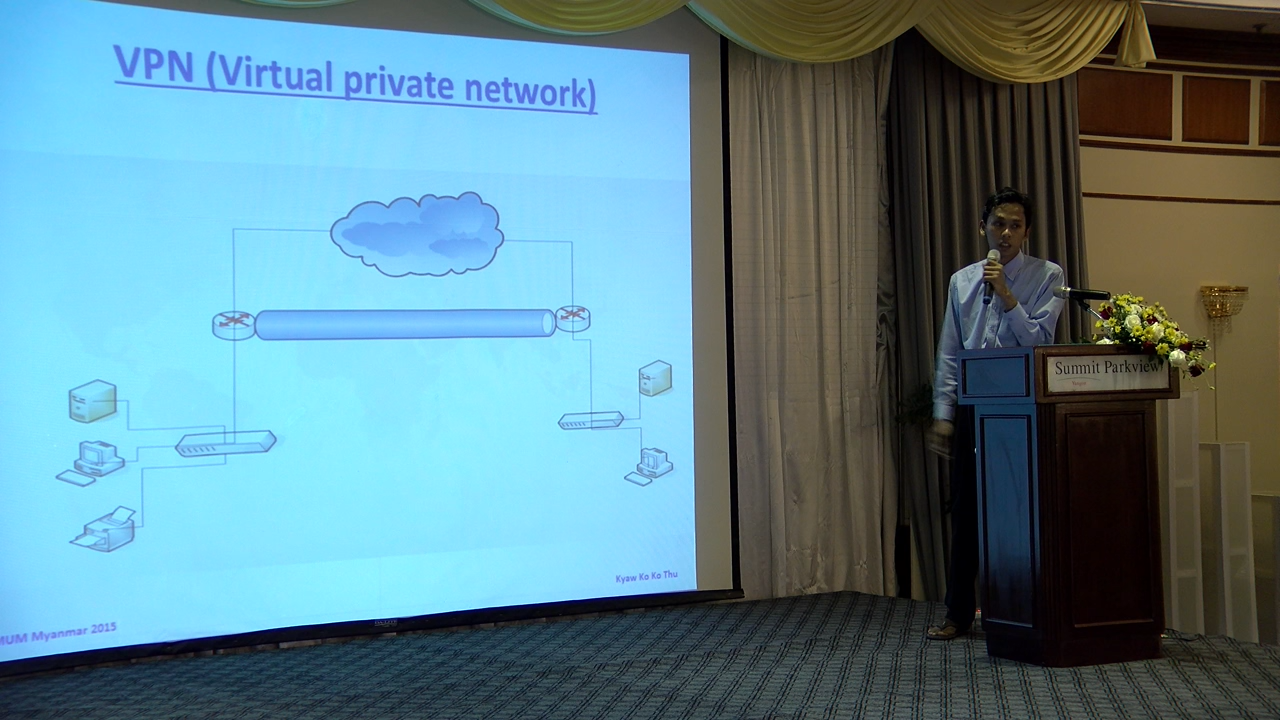 VPN (Virtual private network)
Kyaw Ko Ko Thu
MUM Myanmar 2015
Summit Parkview